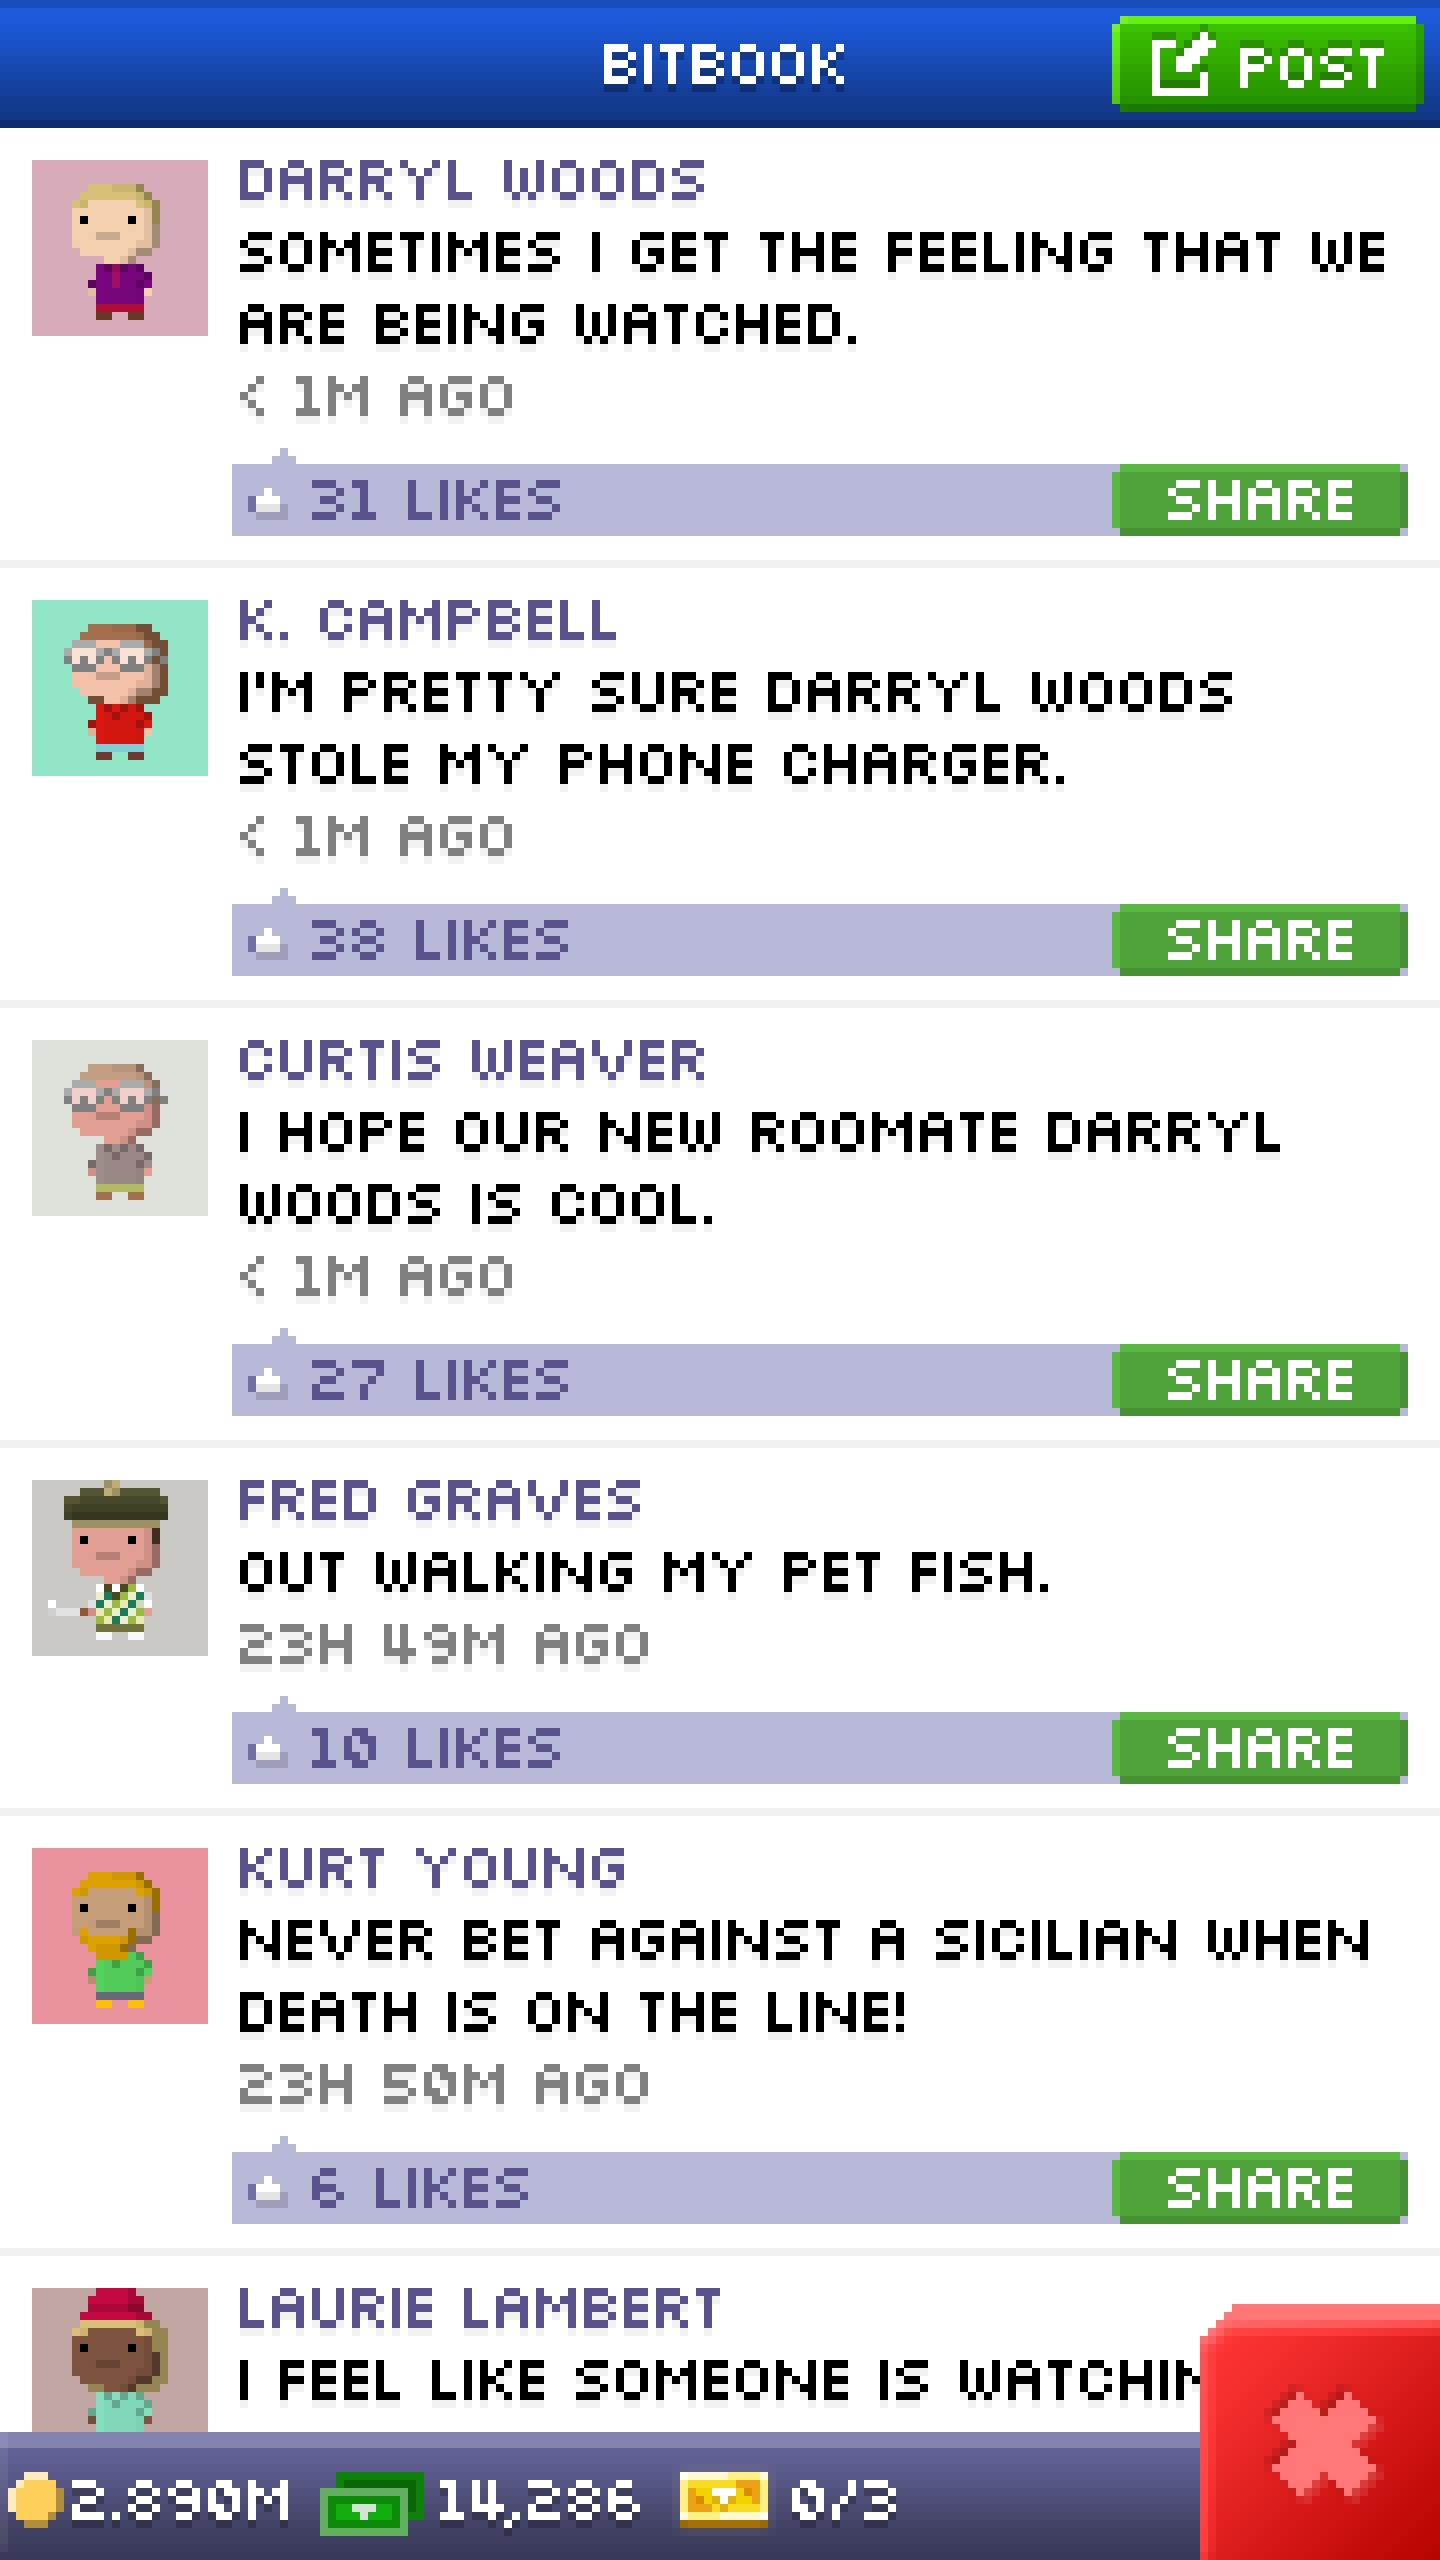 BITBOOK
POST
DARRYL WOODS
SOMETIMES I GET THE FEELING THAT WE
ARE BEING WATCHED.
< 1M AGO
31 LIKES
SHARE
K. CAMPBELL
I'M PRETTY SURE DARRYL WOODS
STOLE MY PHONE CHARGER.
< 1M AGO
38 LIKES
SHARE
CURTIS WEAVER
I HOPE OUR NEW ROOMATE DARRYL
WOODS IS COOL.
< 1M AGO
27 LIKES
SHARE
FRED GRAVES
OUT WALKING MY PET FISH.
23H 49M AGO
10 LIKES
SHARE
KURT YOUNG
NEVER BET AGAINST A SICILIAN WHEN
DEATH IS ON THE LINE!
23H 50M AGO
6 LIKES
SHARE
LAURIE LAMBERT
I FEEL LIKE SOMEONE IS
2.890M 14,286 0/3